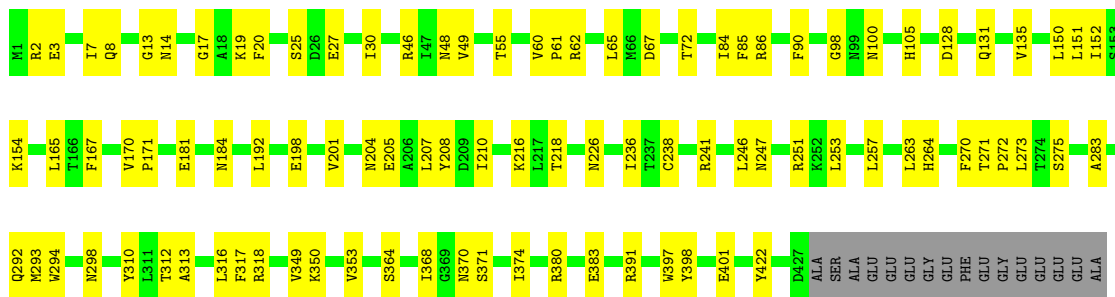 M1 R2 E3 I7 Q8 G13 N14 G17 A18 K19 F20 S25 D26 E27 I30 R46 I47 N48 V49 T55 V60 P61 R62 L65 M66 D67 T72 I84 F85 R86 F90 G98 N99 N100 H105 D128 Q131 V135 L150 L151 I152 S153
K154 L165 T166 F167 V170 P171 E181 N184 L192 E198 V201 N204 E205 A206 L207 Y208 D209 I210 K216 L217 T218 N226 I236 T237 C238 R241 L246 N247 R251 K252 L253 L257 L263 H264 F270 T271 P272 L273 T274 S275 A283
Q292 M293 W294 N298 Y310 L311 T312 A313 L316 F317 R318 V349 K350 V353 S364 I368 G369 N370 S371 I374 R380 E383 R391 W397 Y398 E401 Y422 D427 ALA SER ALA GLU GLU GLU GLY GLU PHE GLU GLY GLU GLU GLU GLU ALA